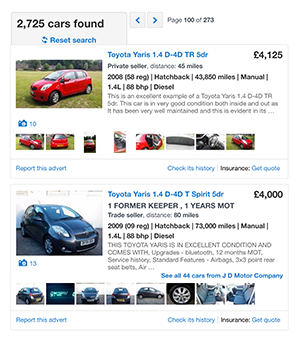 2,725 cars found
Reset search
Page 100 of 273
Toyota Yaris 1.4 D-4D TR 5dr
£4,125
Private seller, distance: 45 miles
2008 (58 reg) | Hatchback | 43,850 miles | Manual |
1.4L | 88 bhp | Diesel
This is an excellent example of a Toyota Yaris 1.4 D-4D TR
5dr. This car is in very good condition both inside and out as
It has been very well maintained and this is evident in its ...
10
Report this advert
Check its history | Insurance: Get quote
Toyota Yaris 1.4 D-4D T Spirit 5dr
£4,000
1 FORMER KEEPER , 1 YEARS MOT
Trade seller, distance: 80 miles
2009 (09 reg) | Hatchback | 73,000 miles | Manual |
1.4L | 88 bhp | Diesel
THIS TOYOTA YARIS IS IN EXCELLENT CONDITION AND
COMES WITH, Upgrades - bluetooth, 12 months MOT,
Service history, Standard Features - Airbags, 3x3 point rear
seat belts, Air ...
13
See all 44 cars from J D Motor Company
Report this advert
Check its history | Insurance: Get quote